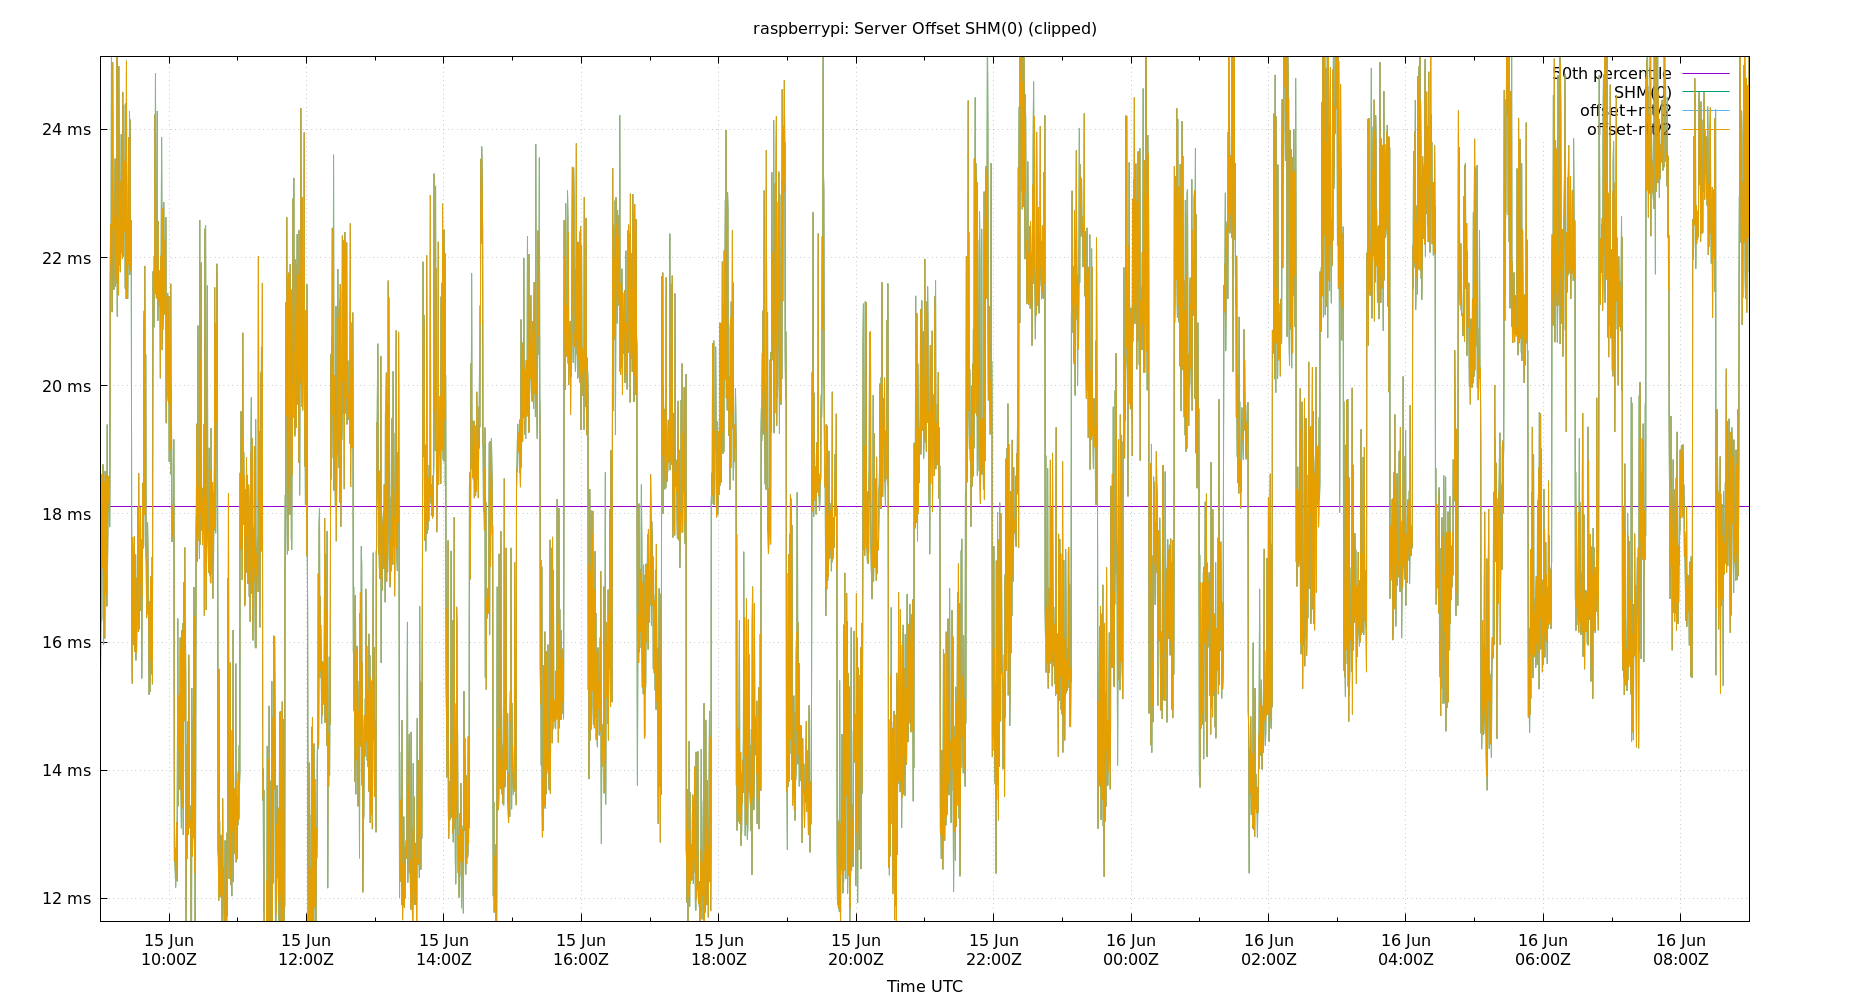 raspberrypi: Server Offset SHM(0) (clipped)
50th percentile
SHM(0)
offset+rtt/2
offset-rtt/2
24 ms
22 ms
20 ms
18 ms
16 ms
14 ms
12 ms
15 Jun 15 Jun 15 Jun 15 Jun 15 Jun 15 Jun 15 Jun 16 Jun 16 Jun 16 Jun 16 Jun 16 Jun
10:00Z 12:00Z 14:00Z 16:00Z 18:00Z 20:00Z 22:00Z 00:00Z 02:00Z 04:00Z 06:00Z 08:00Z
Time UTC